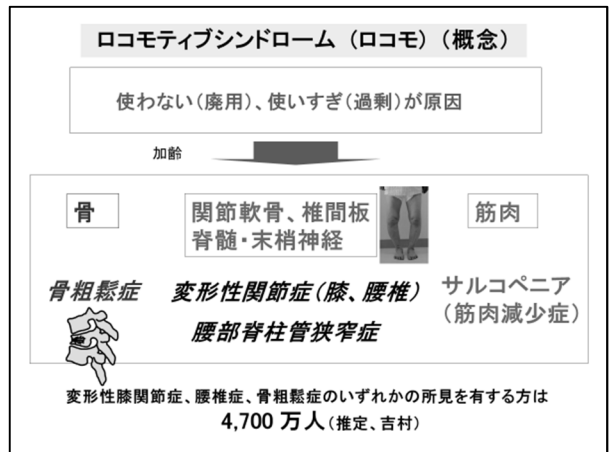 ロコモティブシンドローム（ロコモ）（概念）
使わない（廃用）、使いすぎ（過剰）が原因
加齢
骨
関節軟骨、椎間板
脊髄・末梢神経
筋肉
骨粗鬆症
変形性関節症（膝、腰椎）
腰部脊柱管狭窄症
サルコペニア
（筋肉減少症）
変形性膝関節症、腰椎症、骨粗鬆症のいずれかの所見を有する方は
4,700 万人（推定、吉村）